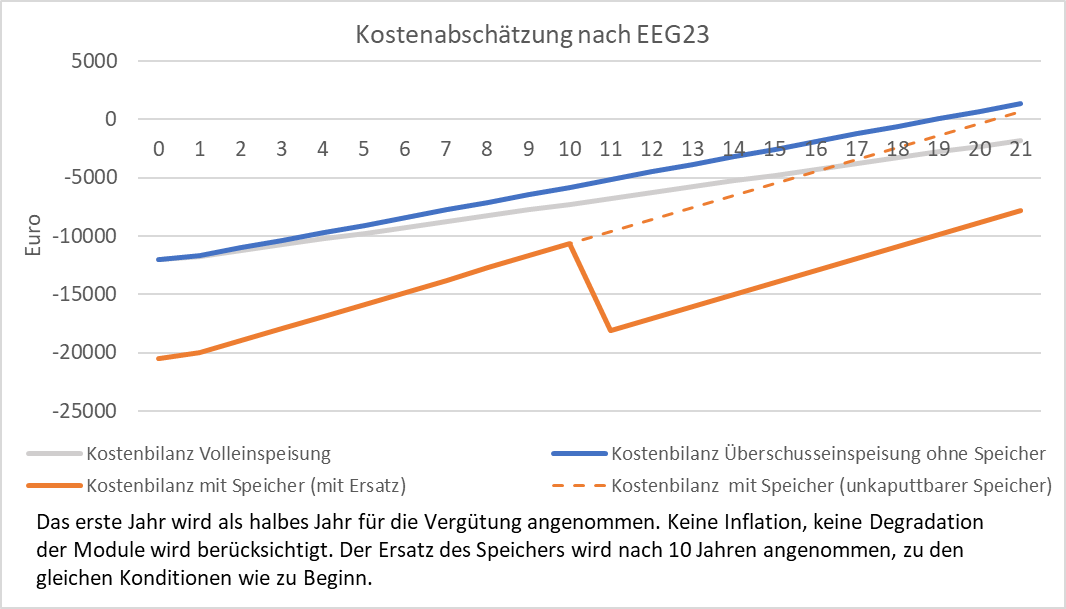 Kostenabschätzung nach EEG23
5000
0
-5000
-10000
-15000
-20000
-25000
Euro
0 1 2 3 4 5 6 7 8 9 10 11 12 13 14 15 16 17 18 19 20 21
Kostenbilanz Volleinspeisung
Kostenbilanz Überschusseinspeisung ohne Speicher
Kostenbilanz mit Speicher (mit Ersatz)
Kostenbilanz mit Speicher (unkaputtbarer Speicher)
Das erste Jahr wird als halbes Jahr für die Vergütung angenommen. Keine Inflation, keine Degradation
der Module wird berücksichtigt. Der Ersatz des Speichers wird nach 10 Jahren angenommen, zu den
gleichen Konditionen wie zu Beginn.